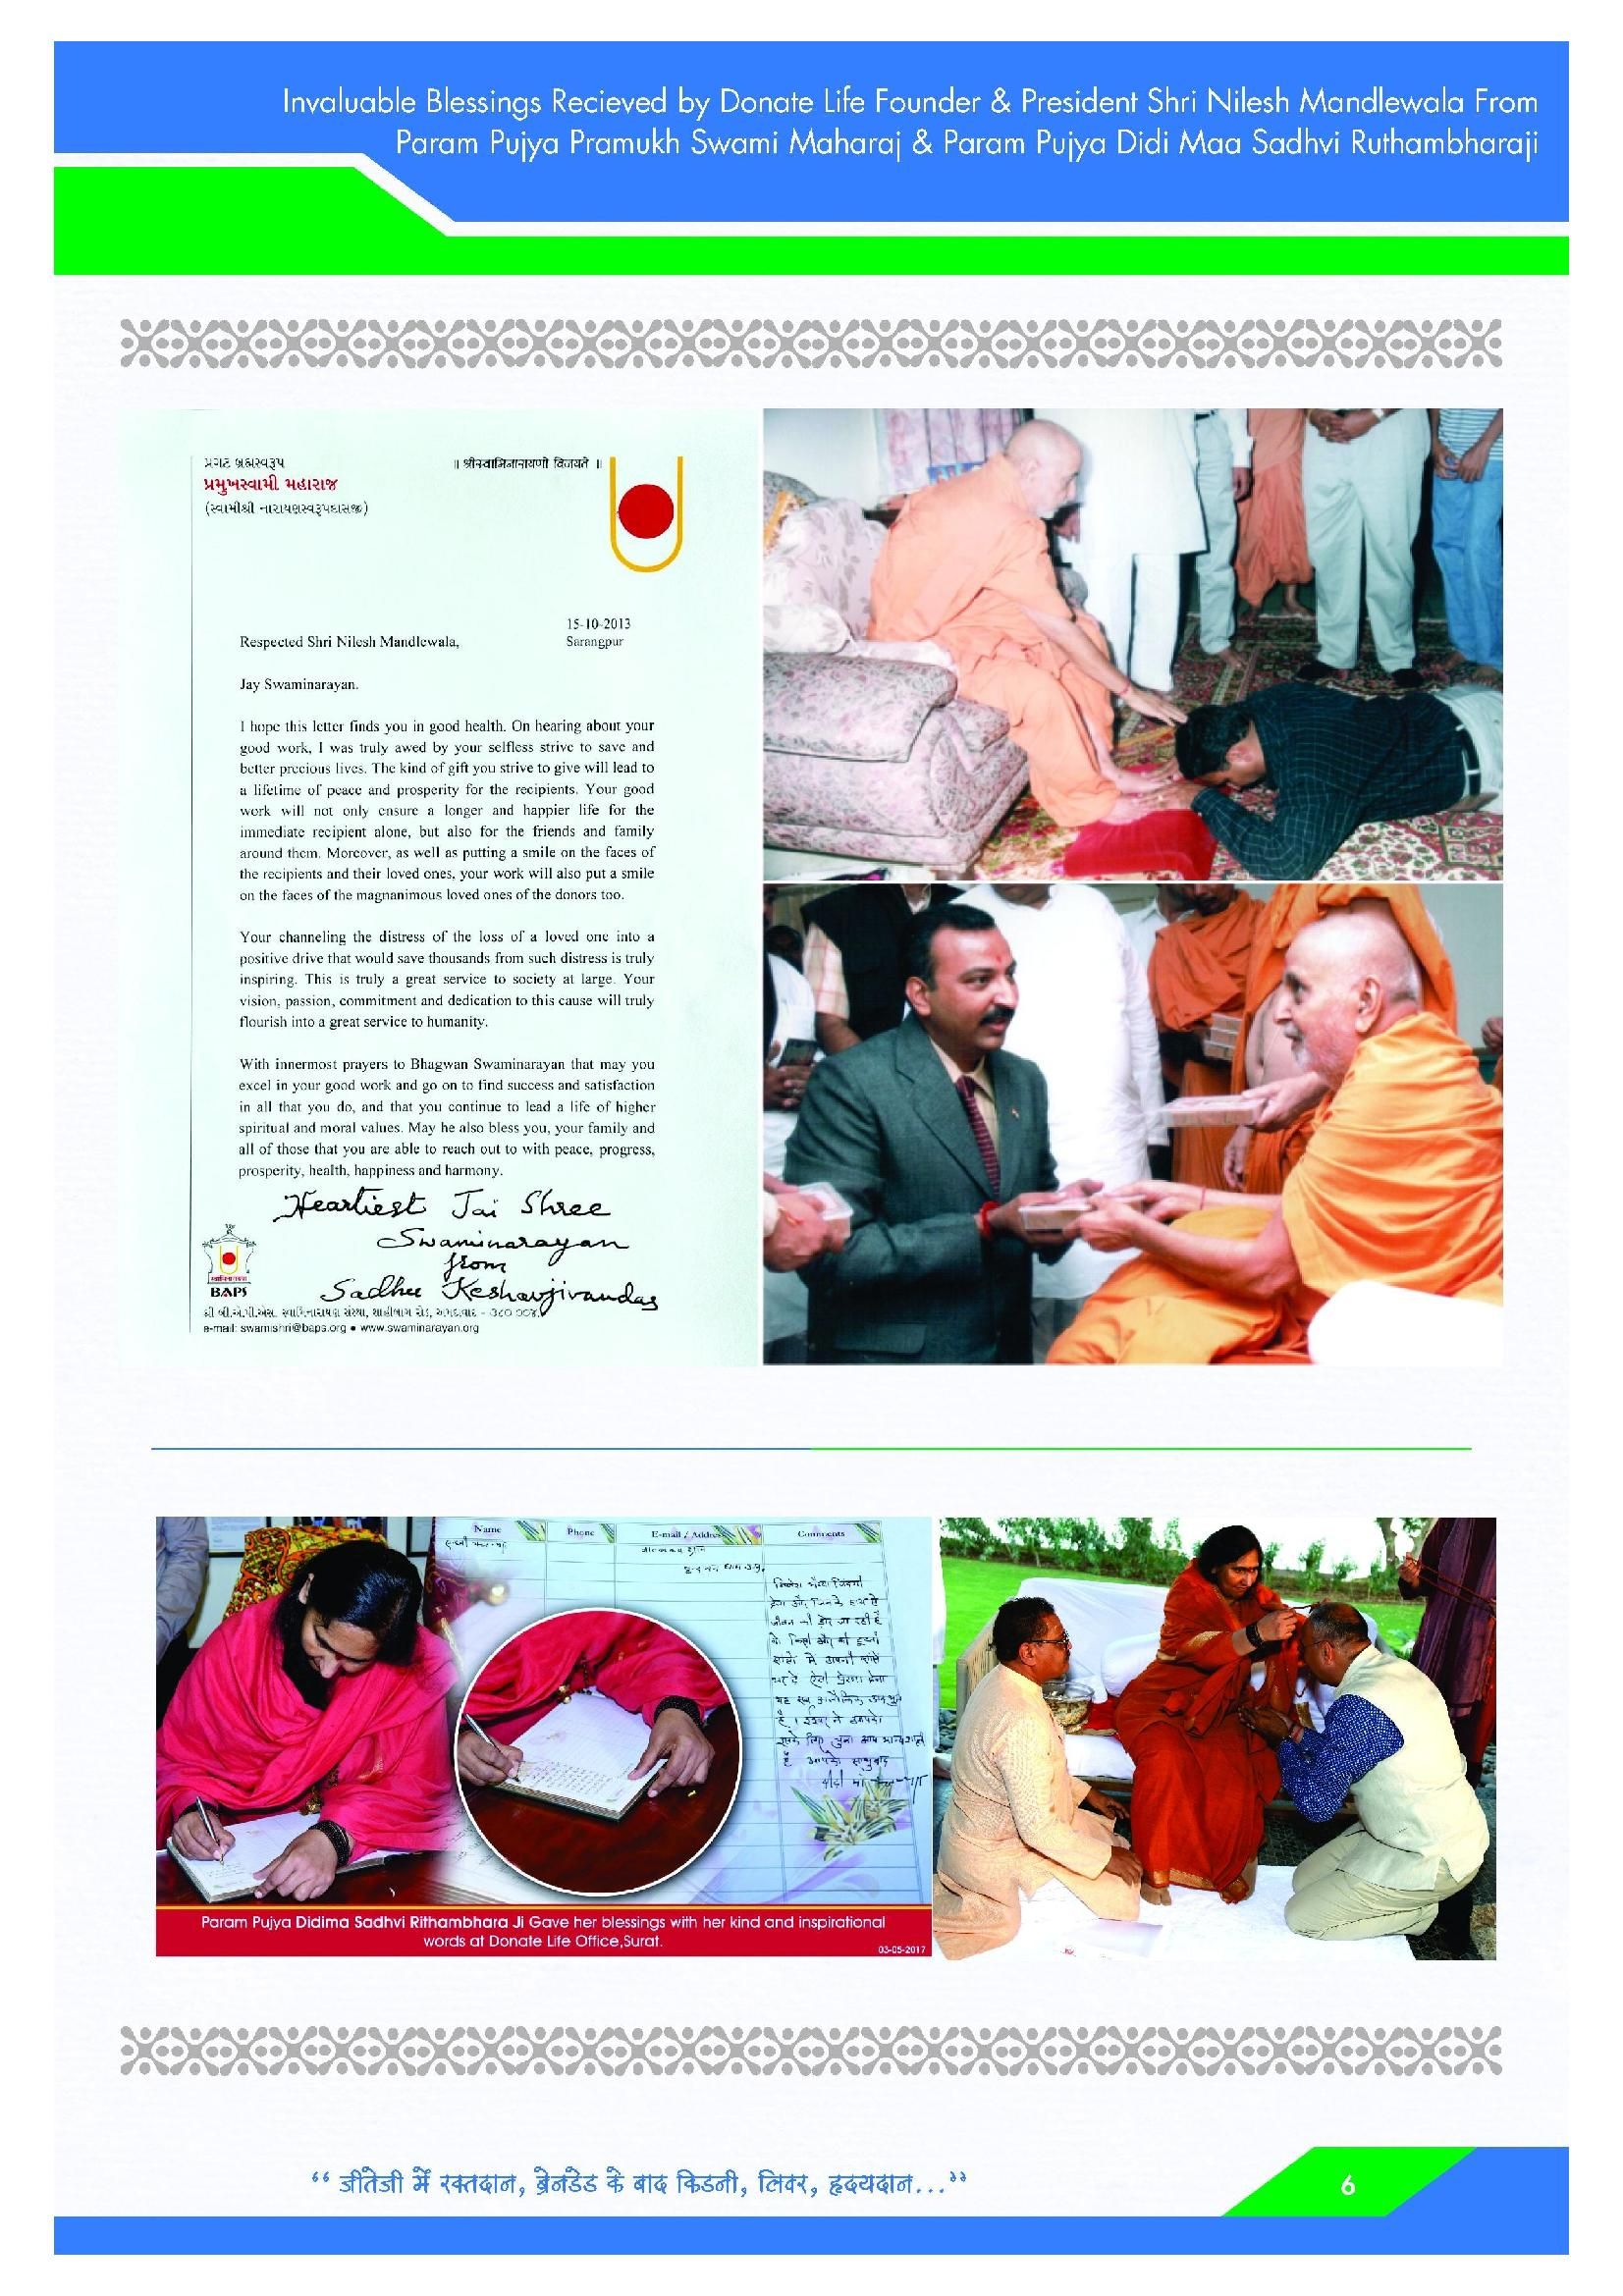 Invaluable Blessings Recieved by Donate Life Founder & President Shri Nilesh Mandlewala From
Param Pujya Pramukh Swami Maharaj & Param Pujya Didi Maa Sadhvi Ruthambharaji
પ્રગટ બ્રહ્મસ્વરૂપ
પ્રમુખસ્વામી મહારાજ
(સ્વામીશ્રી નારાયણસ્વરૂપદાસજી)
॥ श्रीस्वामिनारायणो विजयते ॥
15-10-2013
Respected Shri Nilesh Mandlewala,
Sarangpur
Jay Swaminarayan.
I hope this letter finds you in good health. On hearing about your
good work, I was truly awed by your selfless strive to save and
better precious lives. The kind of gift you strive to give will lead to
a lifetime of peace and prosperity for the recipients. Your good
work will not only ensure a longer and happier life for the
immediate recipient alone, but also for the friends and family
around them. Moreover, as well as putting a smile on the faces of
the recipients and their loved ones, your work will also put a smile
on the faces of the magnanimous loved ones of the donors too.
Your channeling the distress of the loss of a loved one into a
positive drive that would save thousands from such distress is truly
inspiring. This is truly a great service to society at large. Your
vision, passion, commitment and dedication to this cause will truly
flourish into a great service to humanity.
With innermost prayers to Bhagwan Swaminarayan that may you
excel in your good work and go on to find success and satisfaction
in all that you do, and that you continue to lead a life of higher
spiritual and moral values. May he also bless you, your family and
all of those that you are able to reach out to with peace, progress,
prosperity, health, happiness and harmony.
Heartiest Jai Shree
Swaminarayan
from
Sadhu Keshavjivandas
BAPS
શ્રી બી.એ.પી.એસ. સ્વામિનારાયણ સંસ્થા, શાહીબાગ રોડ, અમદાવાદ - ૩૮૦ ૦૦૪.
e-mail: swamishri@baps.org ● www.swaminarayan.org
Name
Phone
E-mail / Address
Comments
Param Pujya Didima Sadhvi Rithambhara Ji Gave her blessings with her kind and inspirational
words at Donate Life Office,Surat.
03-05-2017
“ जीतेजी में रक्तदान, ब्रेनडेड के बाद किडनी, लिवर, हृदयदान...”
6